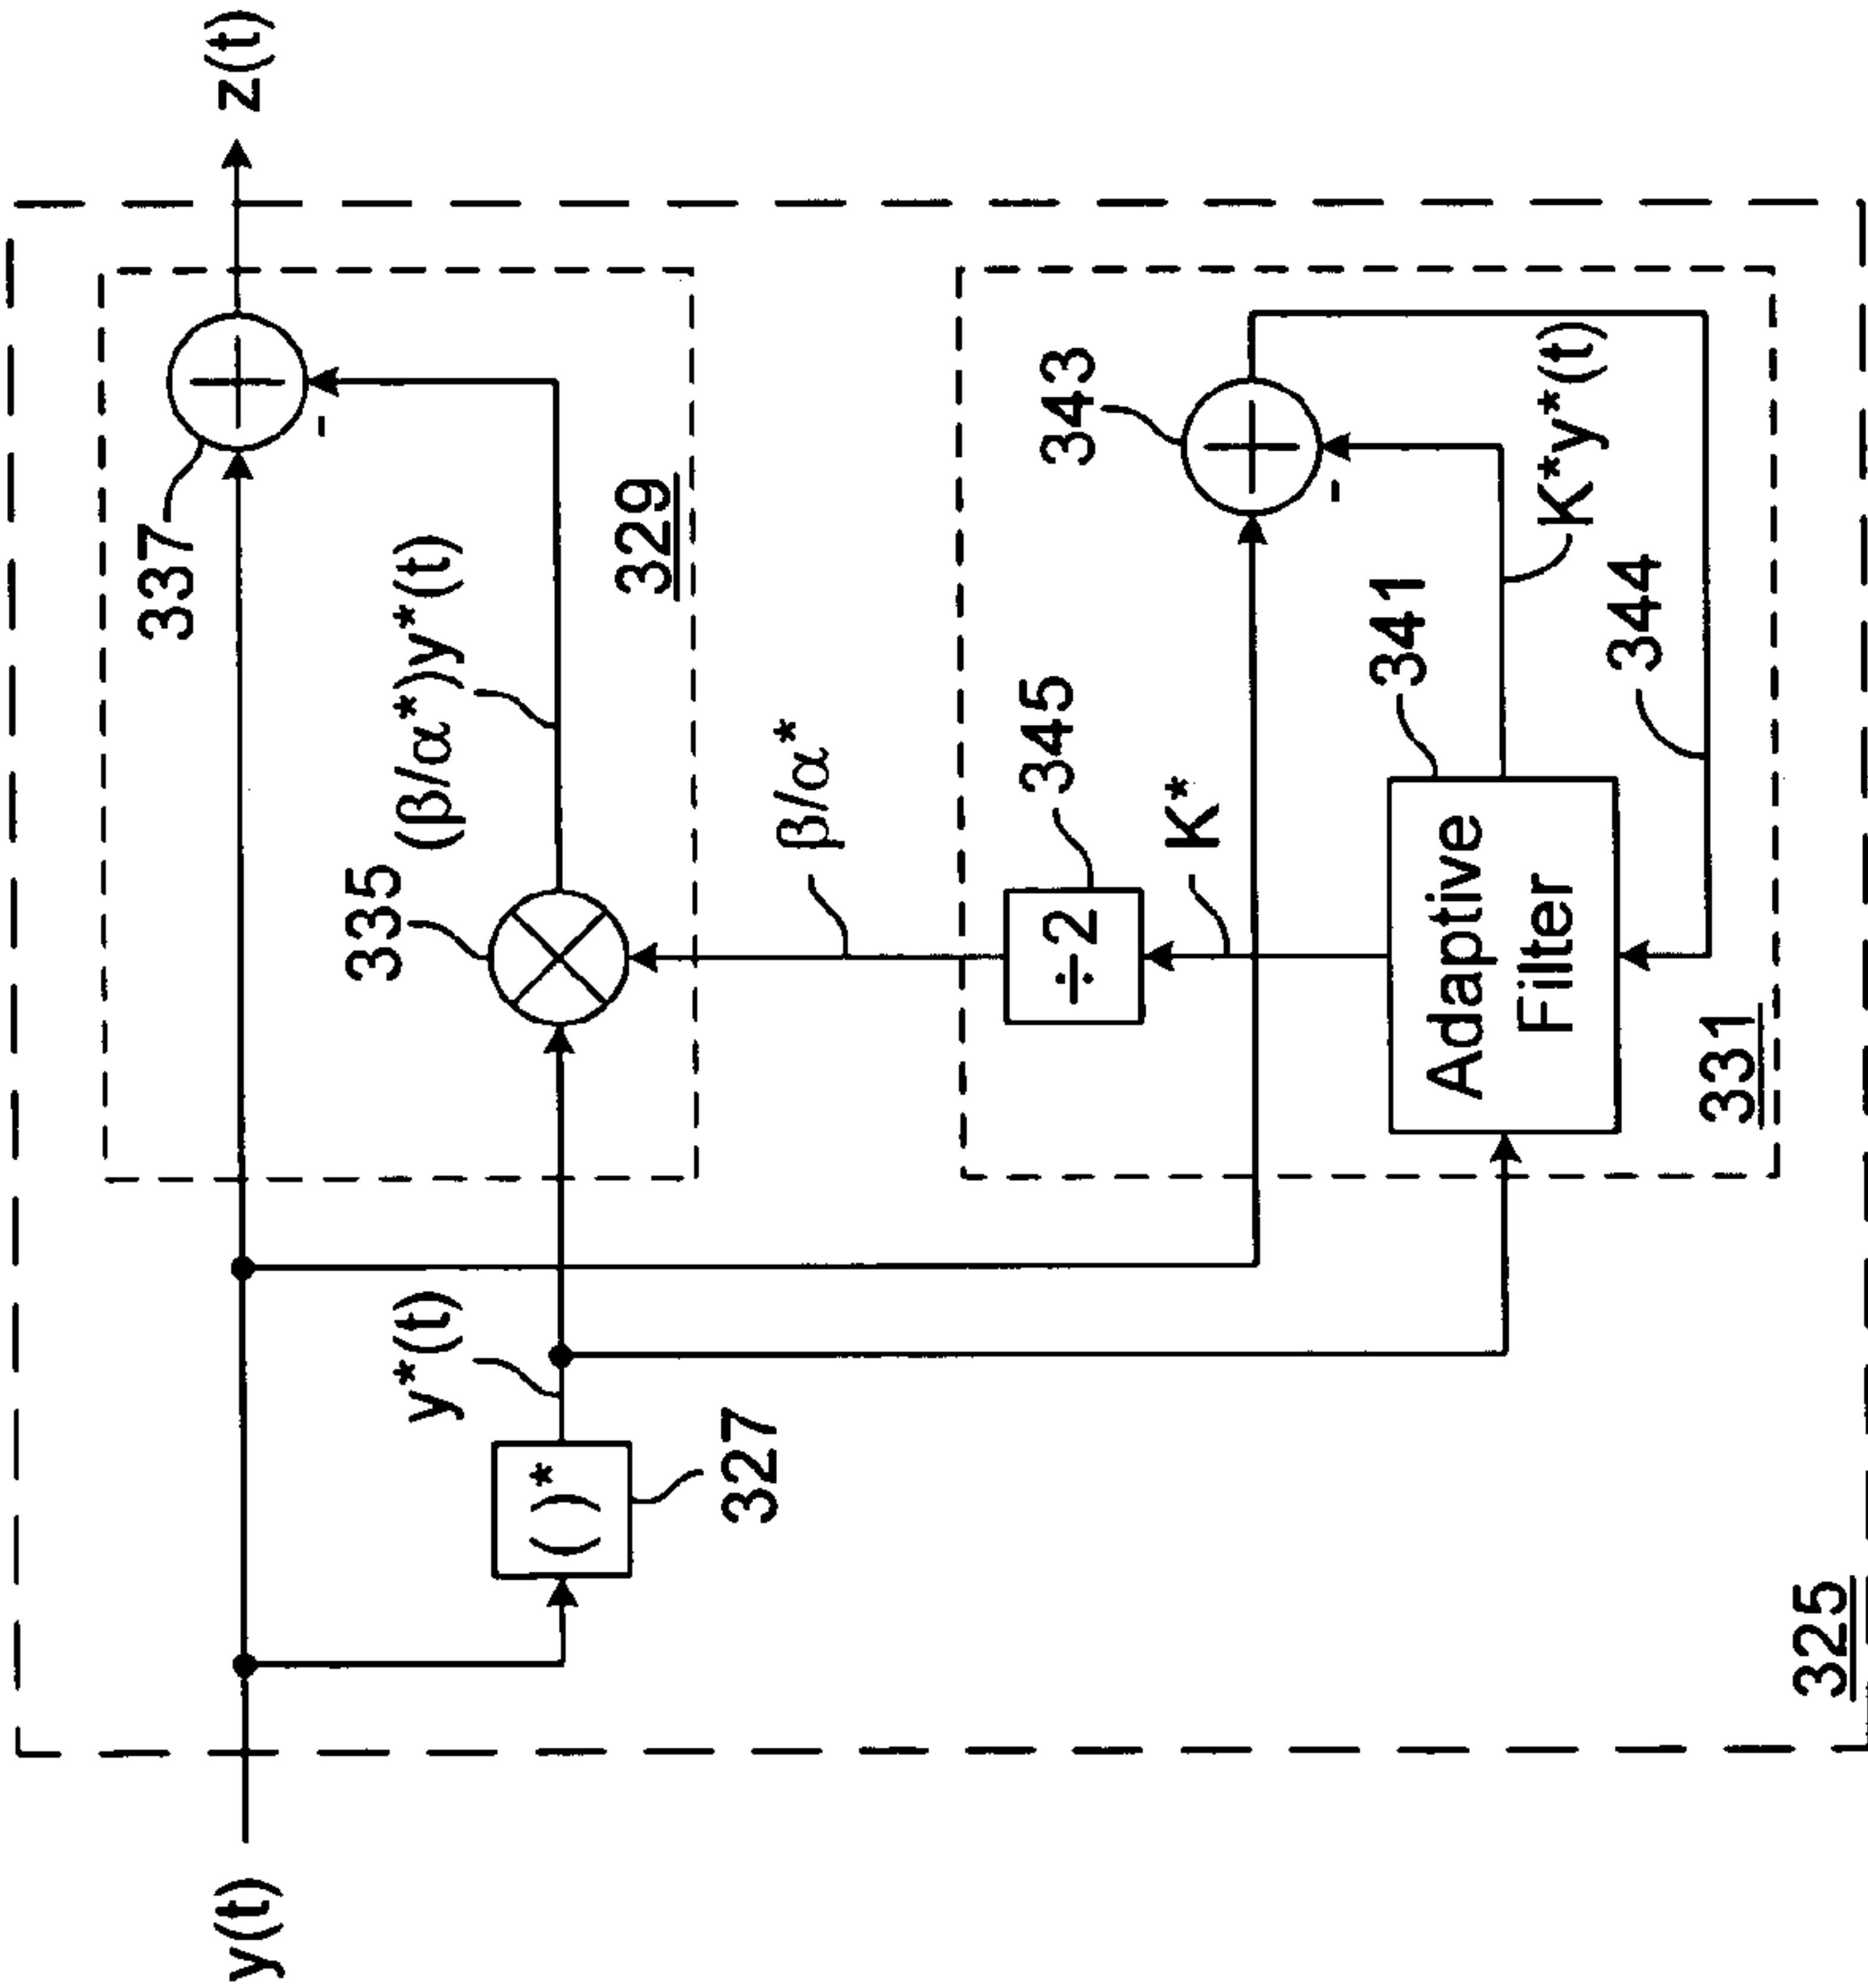 z(t)
337
335
(β/α*)y*(t)
329
y*(t)
( )*
327
y(t)
β/α*
345
÷2
343
K*
341
K*y*(t)
344
Adaptive
Filter
331
325